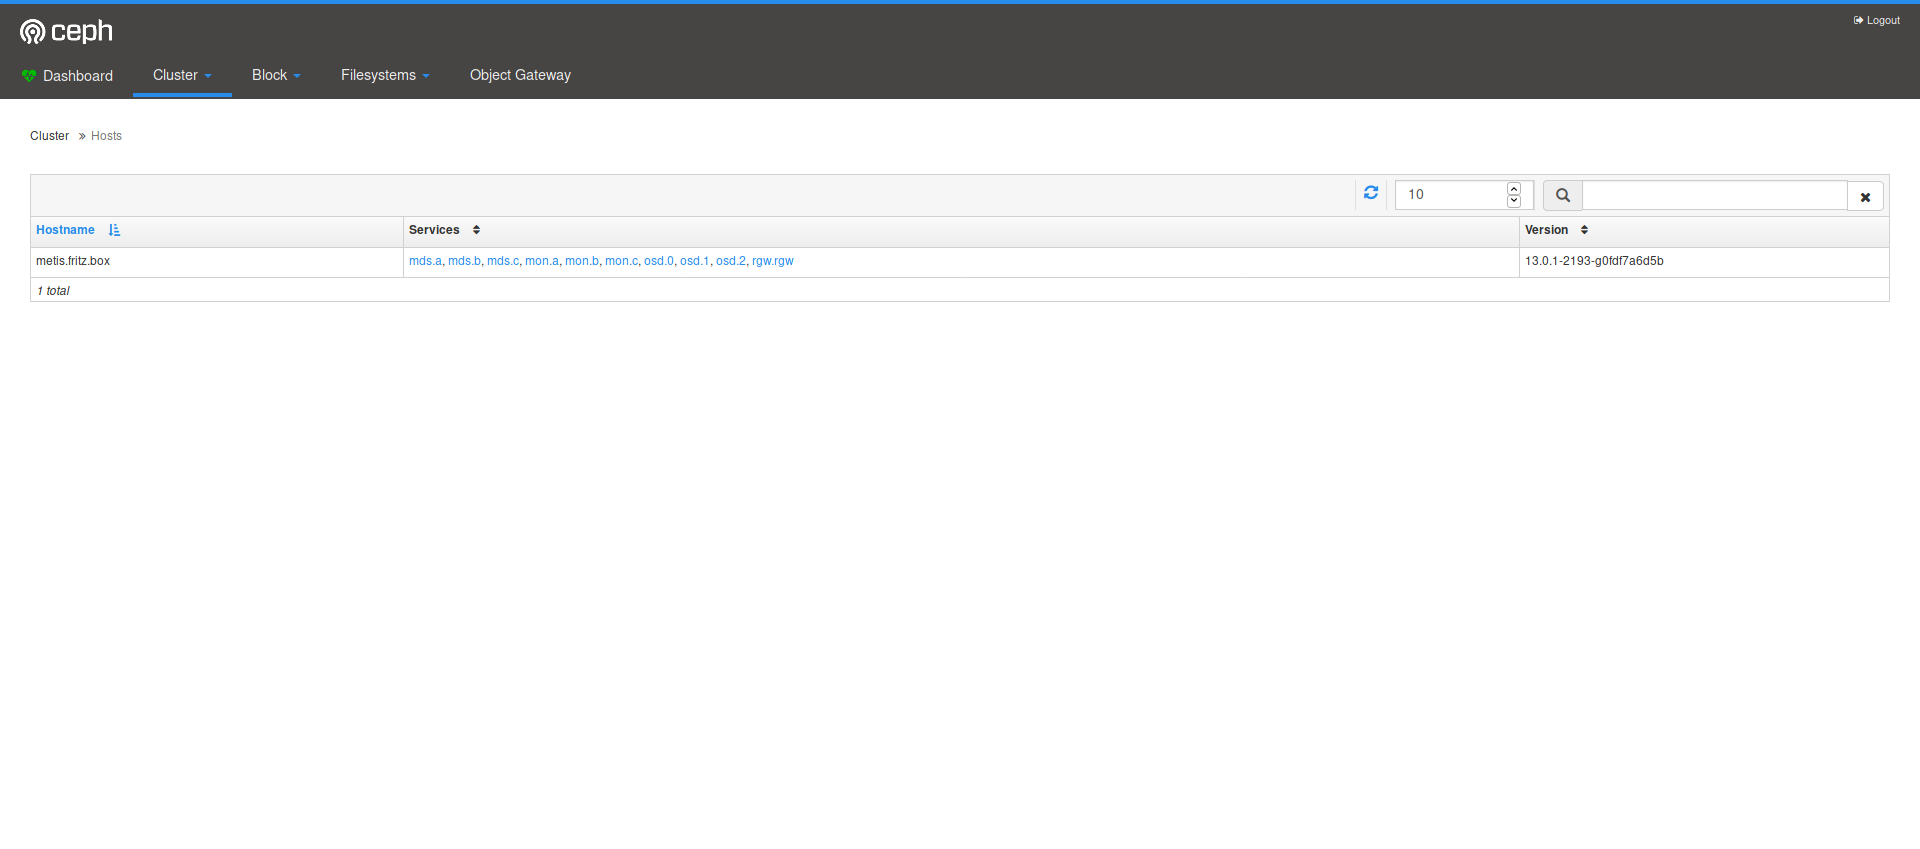 ceph
Logout
Dashboard Cluster Block Filesystems Object Gateway
Cluster » Hosts
10
Hostname Services Version
metis.fritz.box mds.a, mds.b, mds.c, mon.a, mon.b, mon.c, osd.0, osd.1, osd.2, rgw.rgw 13.0.1-2193-g0fdf7a6d5b
1 total